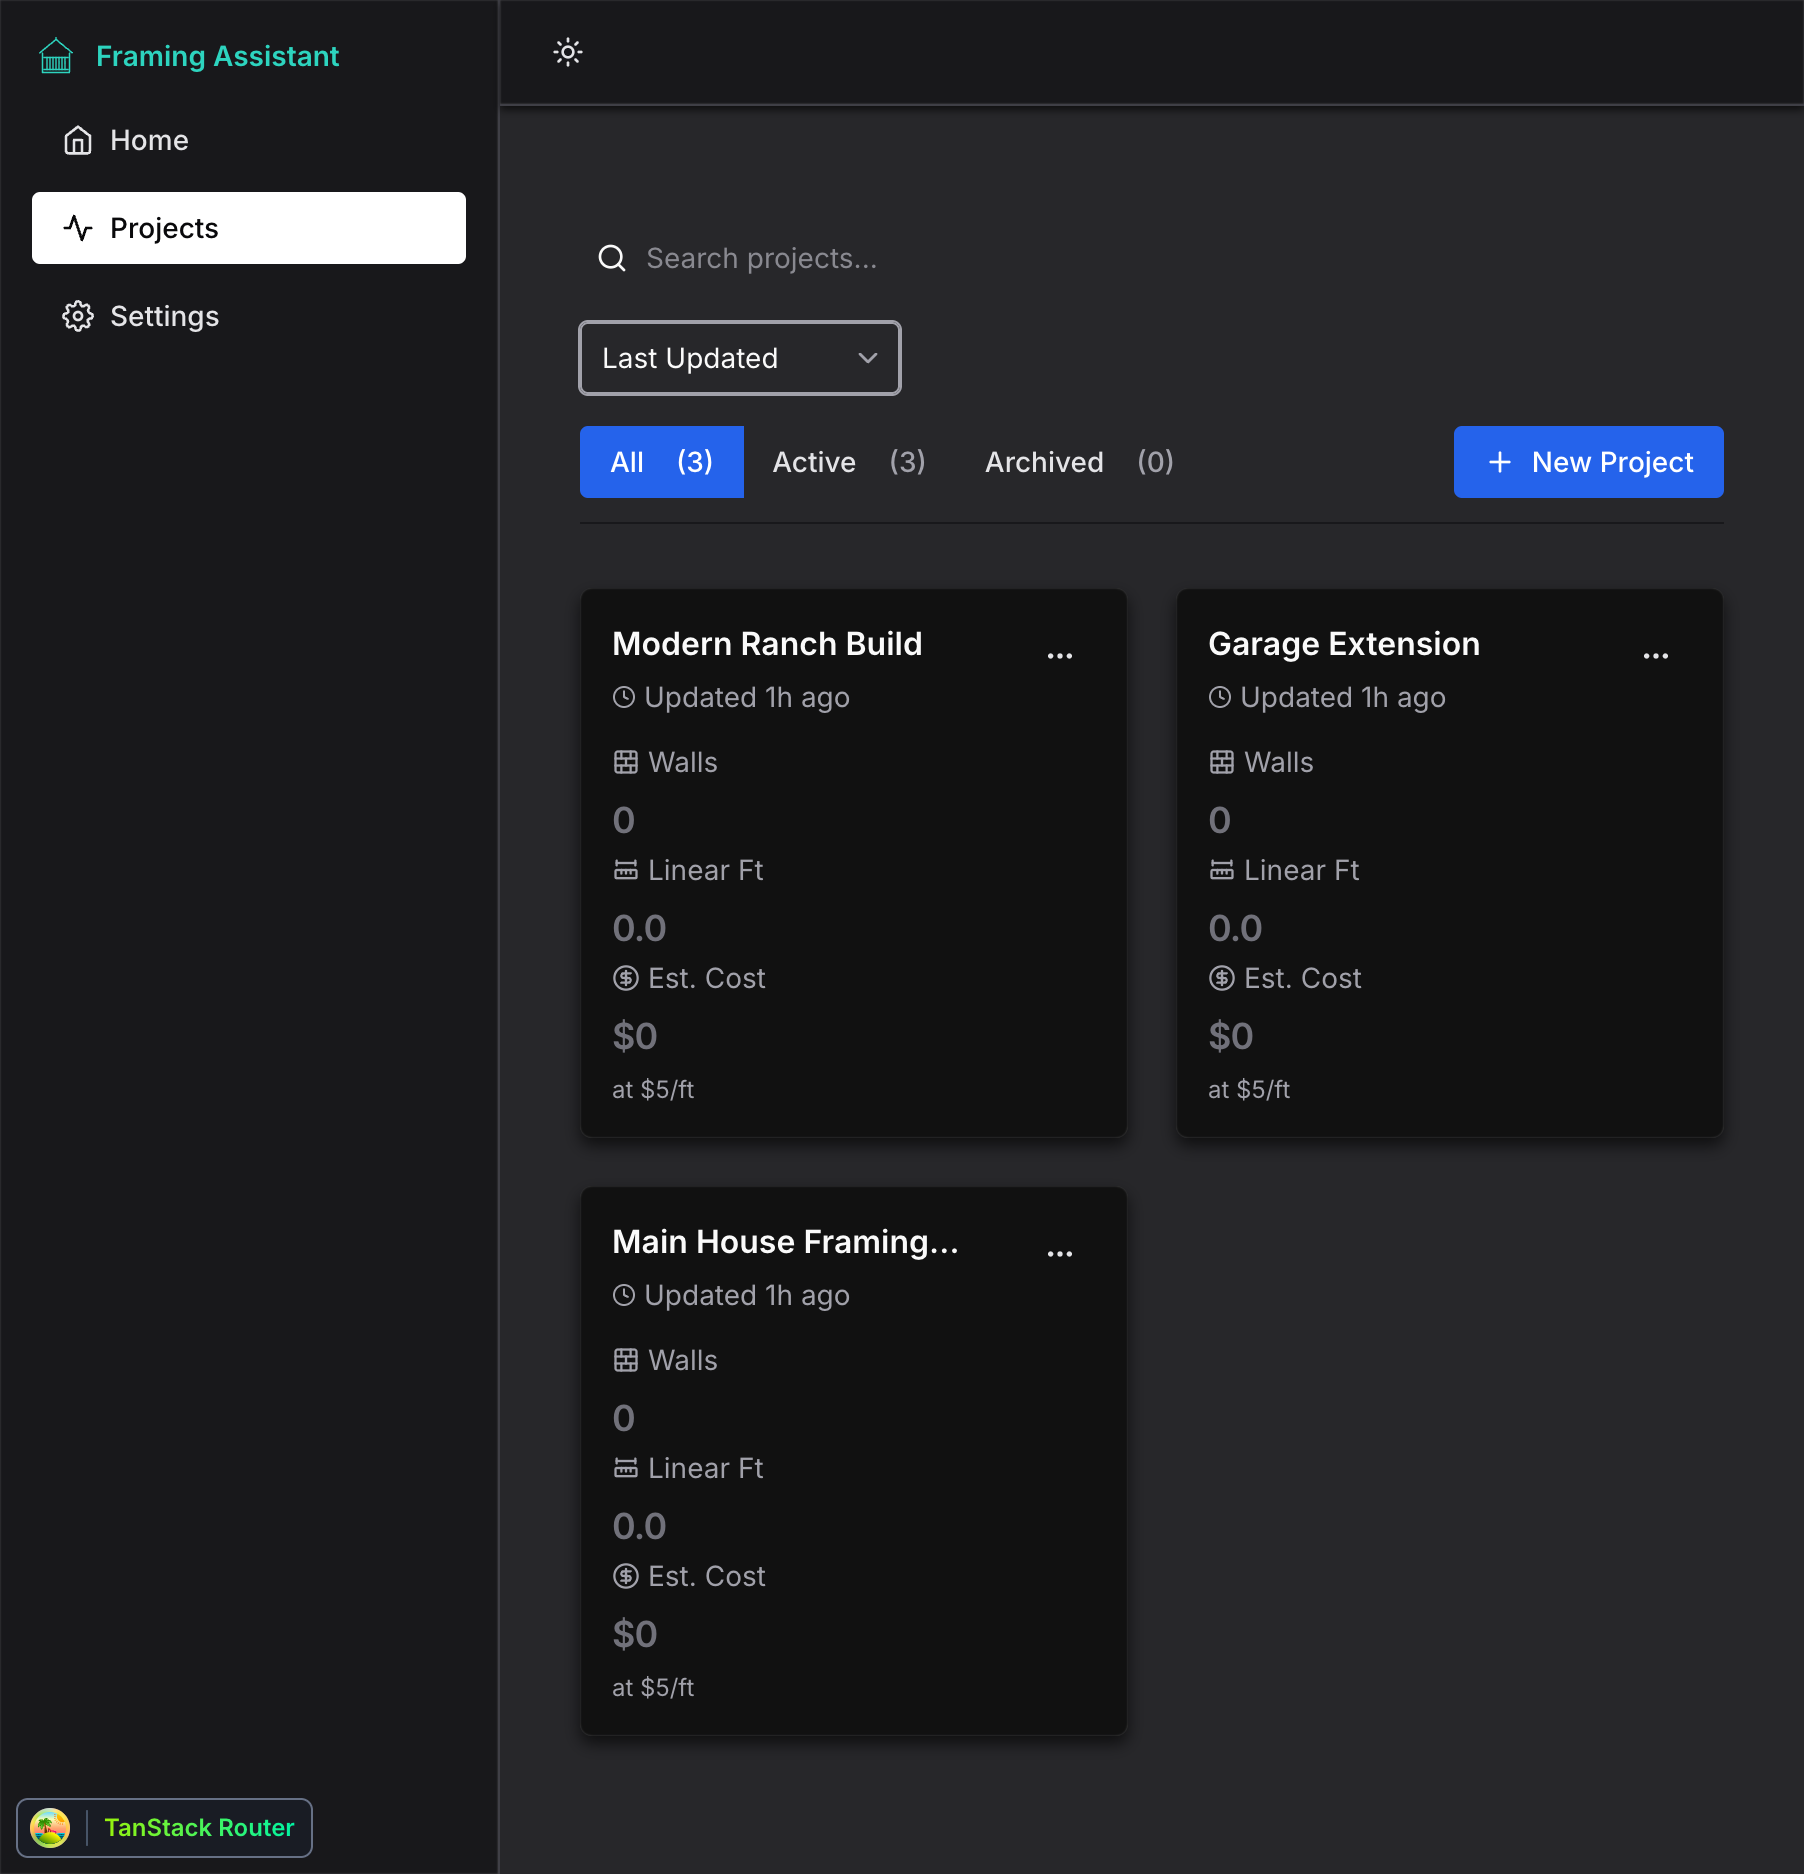 Framing Assistant
Home
Projects
Settings
Search projects...
Last Updated
All (3) Active (3) Archived (0) New Project
Modern Ranch Build
Updated 1h ago
Walls
0
Linear Ft
0.0
Est. Cost
$0
at $5/ft
Garage Extension
Updated 1h ago
Walls
0
Linear Ft
0.0
Est. Cost
$0
at $5/ft
Main House Framing...
Updated 1h ago
Walls
0
Linear Ft
0.0
Est. Cost
$0
at $5/ft
TanStack Router